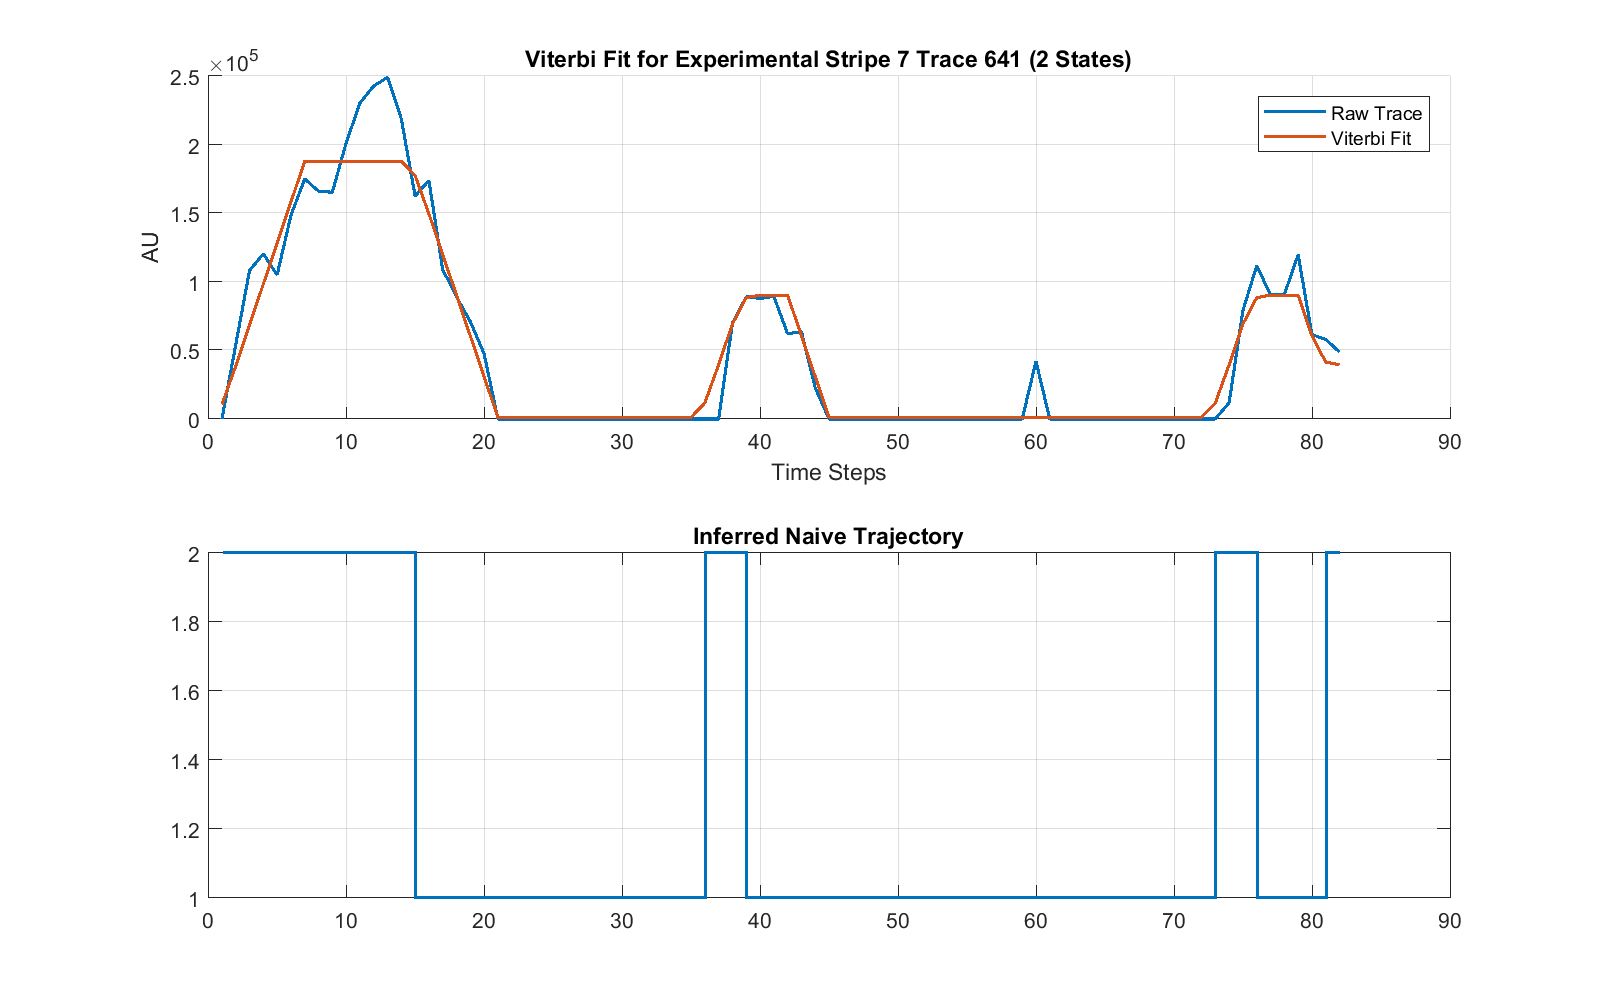 Viterbi Fit for Experimental Stripe 7 Trace 641 (2 States)
×10^5
2.5
2
1.5
1
0.5
0
AU
Raw Trace
Viterbi Fit
0 10 20 30 40 50 60 70 80 90
Time Steps
Inferred Naive Trajectory
2
1.8
1.6
1.4
1.2
1
0 10 20 30 40 50 60 70 80 90